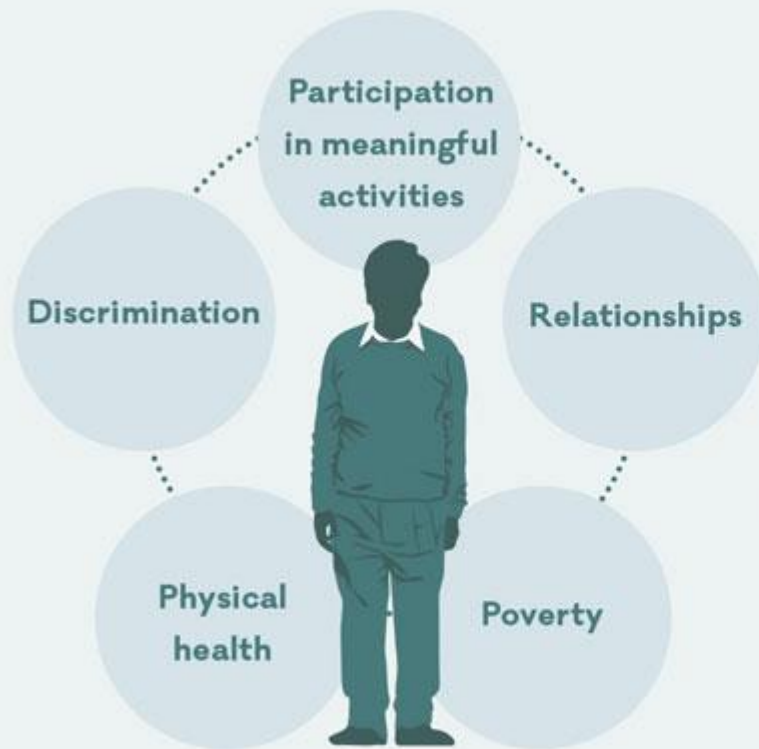 Participation
in meaningful
activities
Discrimination
Relationships
Physical
health
Poverty